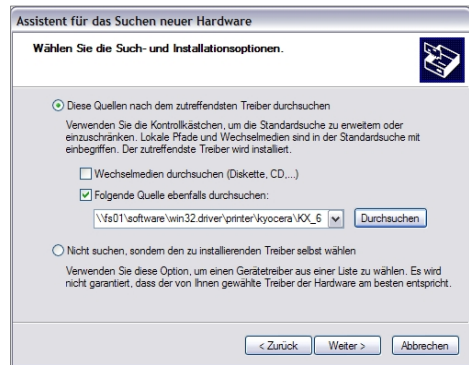 Assistent für das Suchen neuer Hardware
Wählen Sie die Such- und Installationsoptionen.
Diese Quellen nach dem zutreffendsten Treiber durchsuchen
Verwenden Sie die Kontrollkästchen, um die Standardsuche zu erweitern oder
einzuschränken. Lokale Pfade und Wechselmedien sind in der Standardsuche mit
einbegriffen. Der zutreffendste Treiber wird installiert.
Wechselmedien durchsuchen (Diskette, CD,...)
Folgende Quelle ebenfalls durchsuchen:
\\fs01\software\win32.driver\printer\kyocera\KX_6
Durchsuchen
Nicht suchen, sondern den zu installierenden Treiber selbst wählen
Verwenden Sie diese Option, um einen Gerätetreiber aus einer Liste zu wählen. Es wird
nicht garantiert, dass der von Ihnen gewählte Treiber der Hardware am besten entspricht.
< Zurück Weiter > Abbrechen